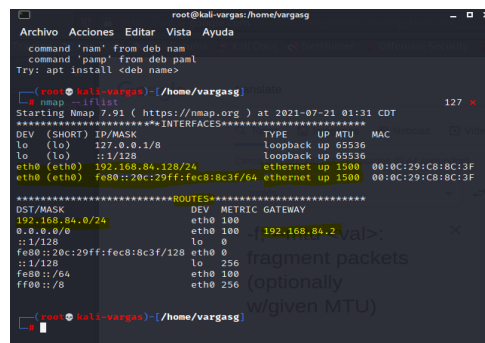 root@kali-vargas:/home/vargasg
Archivo Acciones Editar Vista Ayuda
command 'nam' from deb nam
command 'pamp' from deb paml
Try: apt install <deb name>
(root kali-vargas)-[/home/vargasg]
# nmap --iflist
127 ×
Starting Nmap 7.91 ( https://nmap.org ) at 2021-07-21 01:31 CDT
************************INTERFACES************************
DEV (SHORT) IP/MASK TYPE UP MTU MAC
lo (lo) 127.0.0.1/8 loopback up 65536
lo (lo) ::1/128 loopback up 65536
eth0 (eth0) 192.168.84.128/24 ethernet up 1500 00:0C:29:C8:8C:3F
eth0 (eth0) fe80::20c:29ff:fec8:8c3f/64 ethernet up 1500 00:0C:29:C8:8C:3F
**************************ROUTES**************************
DST/MASK DEV METRIC GATEWAY
192.168.84.0/24 eth0 100
0.0.0.0/0 eth0 100 192.168.84.2
::1/128 lo 0
fe80::20c:29ff:fec8:8c3f/128 eth0 0
::1/128 lo 256
fe80::/64 eth0 100
ff00::/8 eth0 256
(root kali-vargas)-[/home/vargasg]
#
fragment packets
(optionally
w/given MTU)